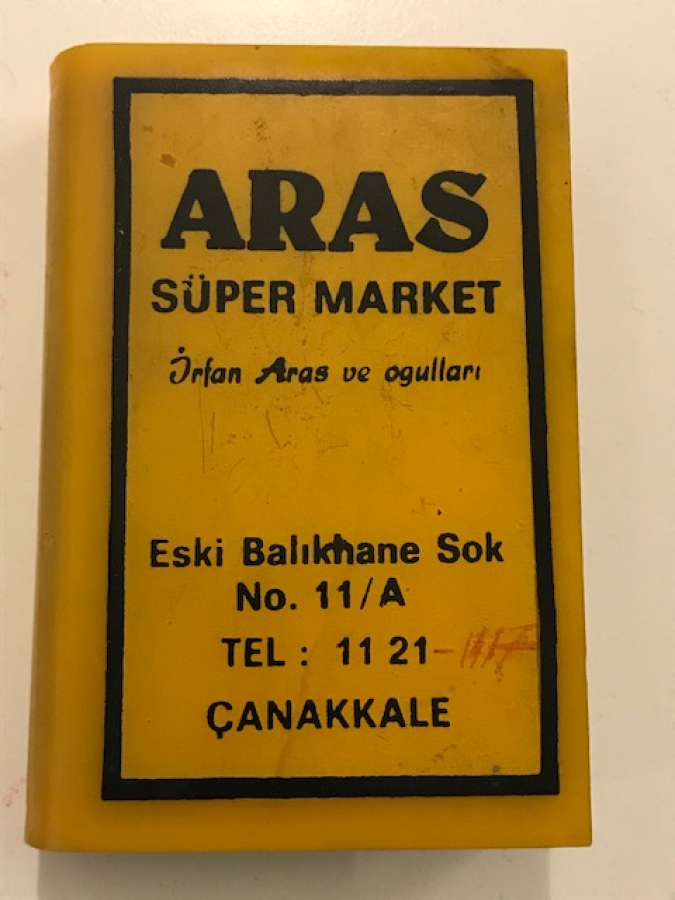 ARAS
SÜPER MARKET
İrfan Aras ve ogulları
Eski Balıkhane Sok
No. 11/A
TEL : 11 21
ÇANAKKALE